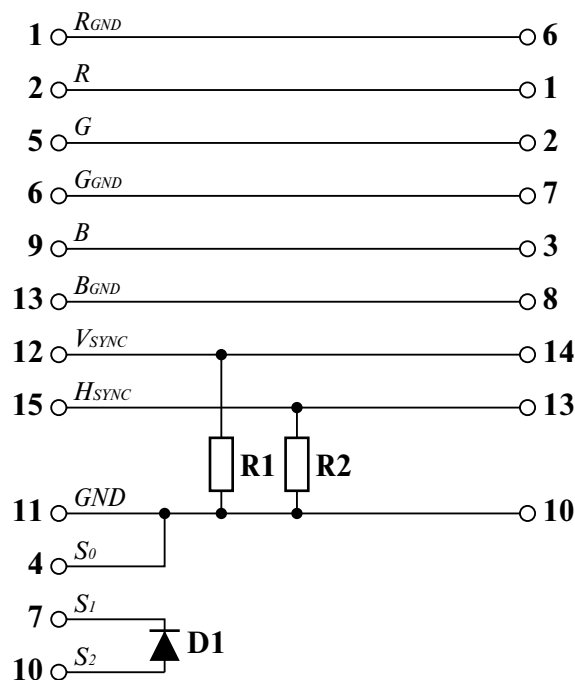 1 RGND 6
2 R 1
5 G 2
6 GGND 7
9 B 3
13 BGND 8
12 VSYNC 14
15 HSYNC 13
R1 R2
11 GND 10
4 S0
7 S1
D1
10 S2